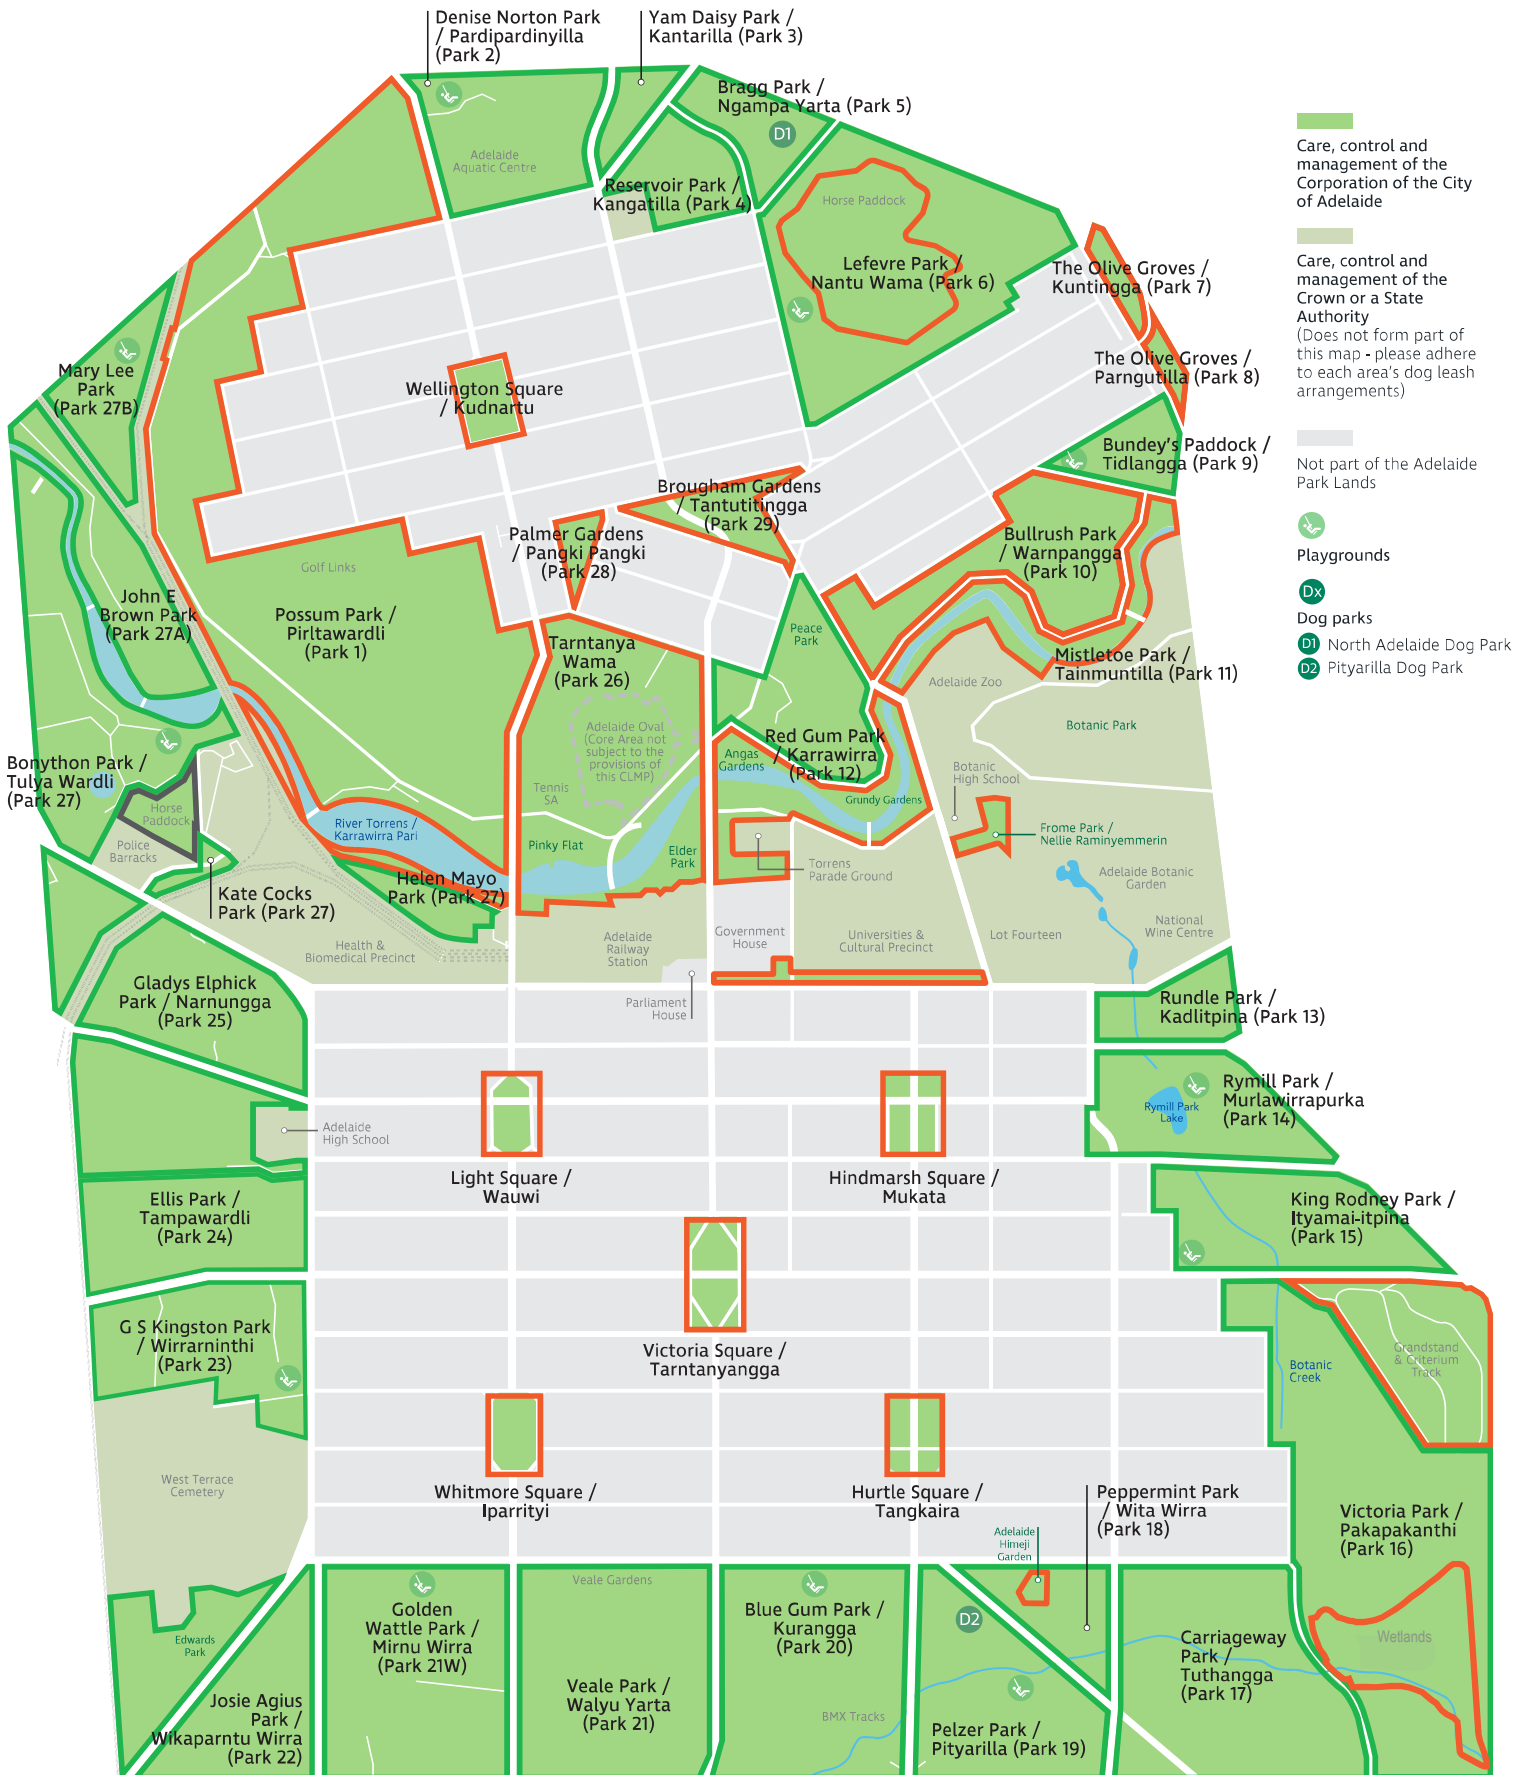 Denise Norton Park
/ Pardipardinyilla
(Park 2)
Yam Daisy Park /
Kantarilla (Park 3)
Bragg Park /
Ngampa Yarta (Park 5)
D1
Adelaide
Aquatic Centre
Reservoir Park /
Kangatilla (Park 4)
Horse Paddock
Lefevre Park /
Nantu Wama (Park 6)
The Olive Groves /
Kuntingga (Park 7)
The Olive Groves /
Parngutilla (Park 8)
Mary Lee
Park
(Park 27B)
Wellington Square
/ Kudnartu
Bundey's Paddock /
Tidlangga (Park 9)
Brougham Gardens
/ Tantutitingga
(Park 29)
Palmer Gardens
/ Pangki Pangki
(Park 28)
Bullrush Park
/ Warnpangga
(Park 10)
Golf Links
John E
Brown Park
(Park 27A)
Possum Park /
Pirltawardli
(Park 1)
Tarntanya
Wama
(Park 26)
Peace
Park
Mistletoe Park /
Tainmuntilla (Park 11)
Adelaide Zoo
Botanic Park
Adelaide Oval
(Core Area not
subject to the
provisions of
this CLMP)
Red Gum Park
/ Karrawirra
(Park 12)
Angas
Gardens
Bonython Park /
Tulya Wardli
(Park 27)
Botanic
High School
Tennis
SA
Grundy Gardens
Horse
Paddock
River Torrens /
Karrawirra Pari
Frome Park /
Nellie Raminyemmerin
Police
Barracks
Pinky Flat
Elder
Park
Torrens
Parade Ground
Adelaide Botanic
Garden
Kate Cocks
Park (Park 27)
Helen Mayo
Park (Park 27)
National
Wine Centre
Health &
Biomedical Precinct
Adelaide
Railway
Station
Government
House
Universities &
Cultural Precinct
Lot Fourteen
Gladys Elphick
Park / Narnungga
(Park 25)
Parliament
House
Rundle Park /
Kadlitpina (Park 13)
Rymill Park /
Murlawirrapurka
(Park 14)
Rymill Park
Lake
Adelaide
High School
Light Square /
Wauwi
Hindmarsh Square /
Mukata
Ellis Park /
Tampawardli
(Park 24)
King Rodney Park /
Ityamai-itpina
(Park 15)
G S Kingston Park
/ Wirrarninthi
(Park 23)
Victoria Square /
Tarntanyangga
Botanic
Creek
Grandstand
& Criterium
Track
West Terrace
Cemetery
Whitmore Square /
Iparrityi
Hurtle Square /
Tangkaira
Peppermint Park
/ Wita Wirra
(Park 18)
Victoria Park /
Pakapakanthi
(Park 16)
Adelaide
Himeji
Garden
Veale Gardens
Golden
Wattle Park /
Mirnu Wirra
(Park 21W)
Blue Gum Park /
Kurangga
(Park 20)
D2
Edwards
Park
Carriageway
Park /
Tuthangga
(Park 17)
Wetlands
Josie Agius
Park /
Wikaparntu Wirra
(Park 22)
Veale Park /
Walyu Yarta
(Park 21)
BMX Tracks
Pelzer Park /
Pityarilla (Park 19)
Care, control and
management of the
Corporation of the City
of Adelaide
Care, control and
management of the
Crown or a State
Authority
(Does not form part of
this map - please adhere
to each area's dog leash
arrangements)
Not part of the Adelaide
Park Lands
Playgrounds
Dx
Dog parks
D1 North Adelaide Dog Park
D2 Pityarilla Dog Park